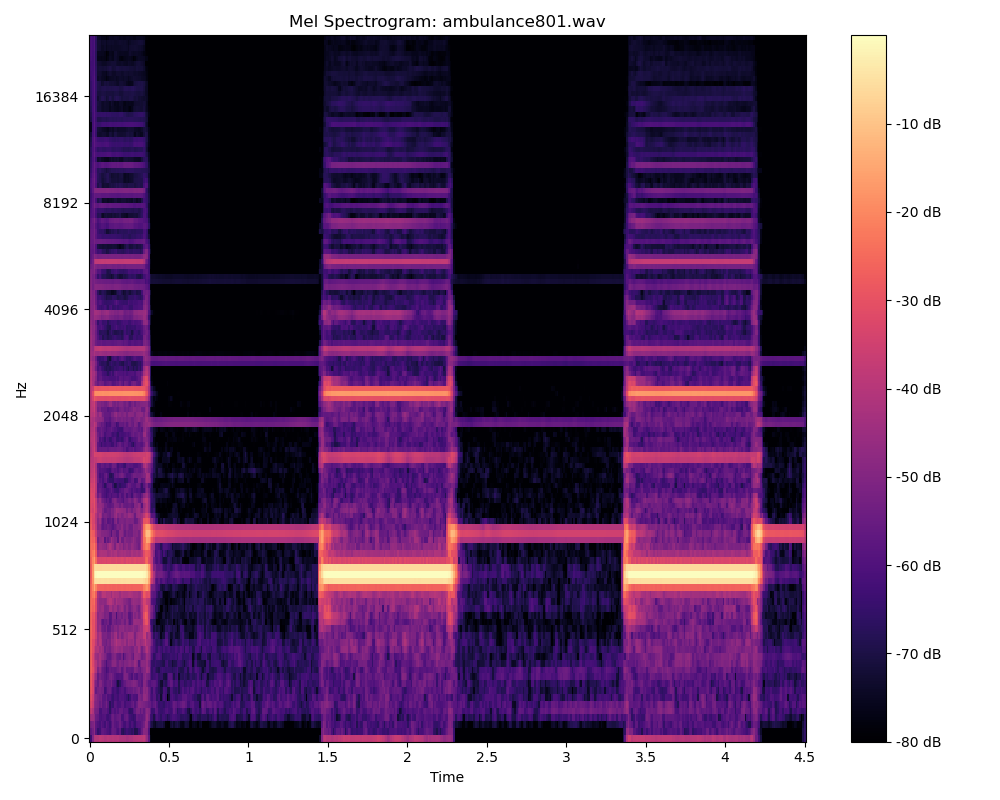 Mel Spectrogram: ambulance801.wav
16384
8192
4096
2048
1024
512
0
Hz
0 0.5 1 1.5 2 2.5 3 3.5 4 4.5
Time
-10 dB
-20 dB
-30 dB
-40 dB
-50 dB
-60 dB
-70 dB
-80 dB